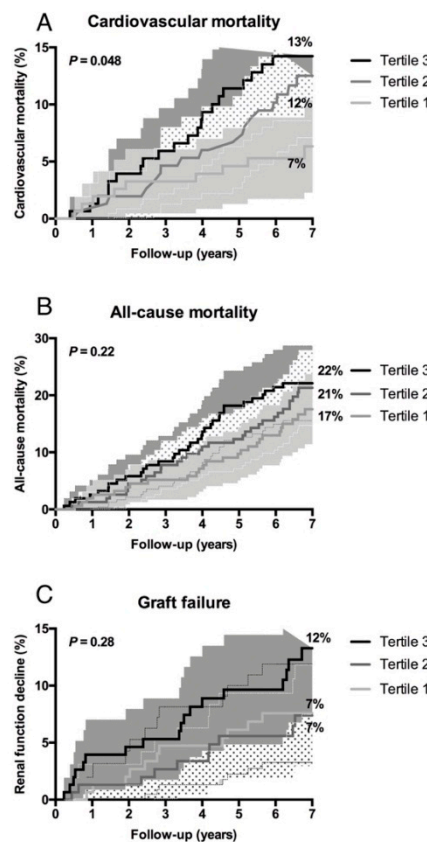 A
Cardiovascular mortality
Cardiovascular mortality (%)
15
10
5
0
P = 0.048
13%
12%
7%
Tertile 3
Tertile 2
Tertile 1
0 1 2 3 4 5 6 7
Follow-up (years)
B
All-cause mortality
All-cause mortality (%)
30
20
10
0
P = 0.22
22%
21%
17%
Tertile 3
Tertile 2
Tertile 1
0 1 2 3 4 5 6 7
Follow-up (years)
C
Graft failure
Renal function decline (%)
15
10
5
0
P = 0.28
12%
7%
7%
Tertile 3
Tertile 2
Tertile 1
0 1 2 3 4 5 6 7
Follow-up (years)